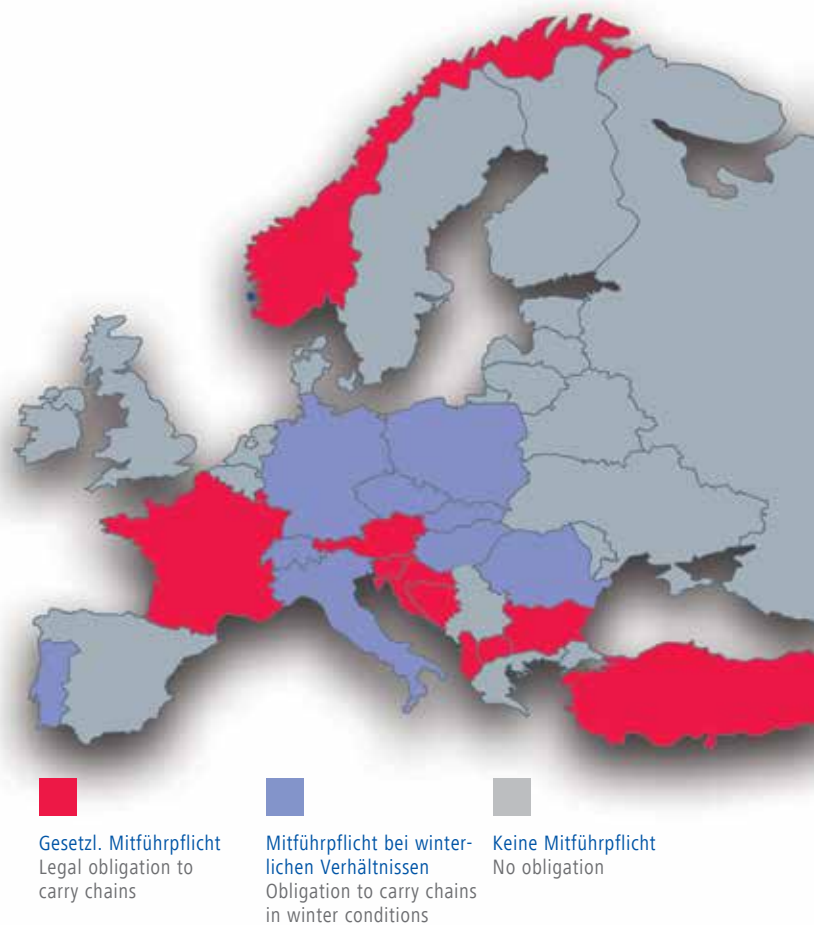 Gesetzl. Mitführpflicht
Legal obligation to
carry chains
Mitführpflicht bei winter-
lichen Verhältnissen
Obligation to carry chains
in winter conditions
Keine Mitführpflicht
No obligation